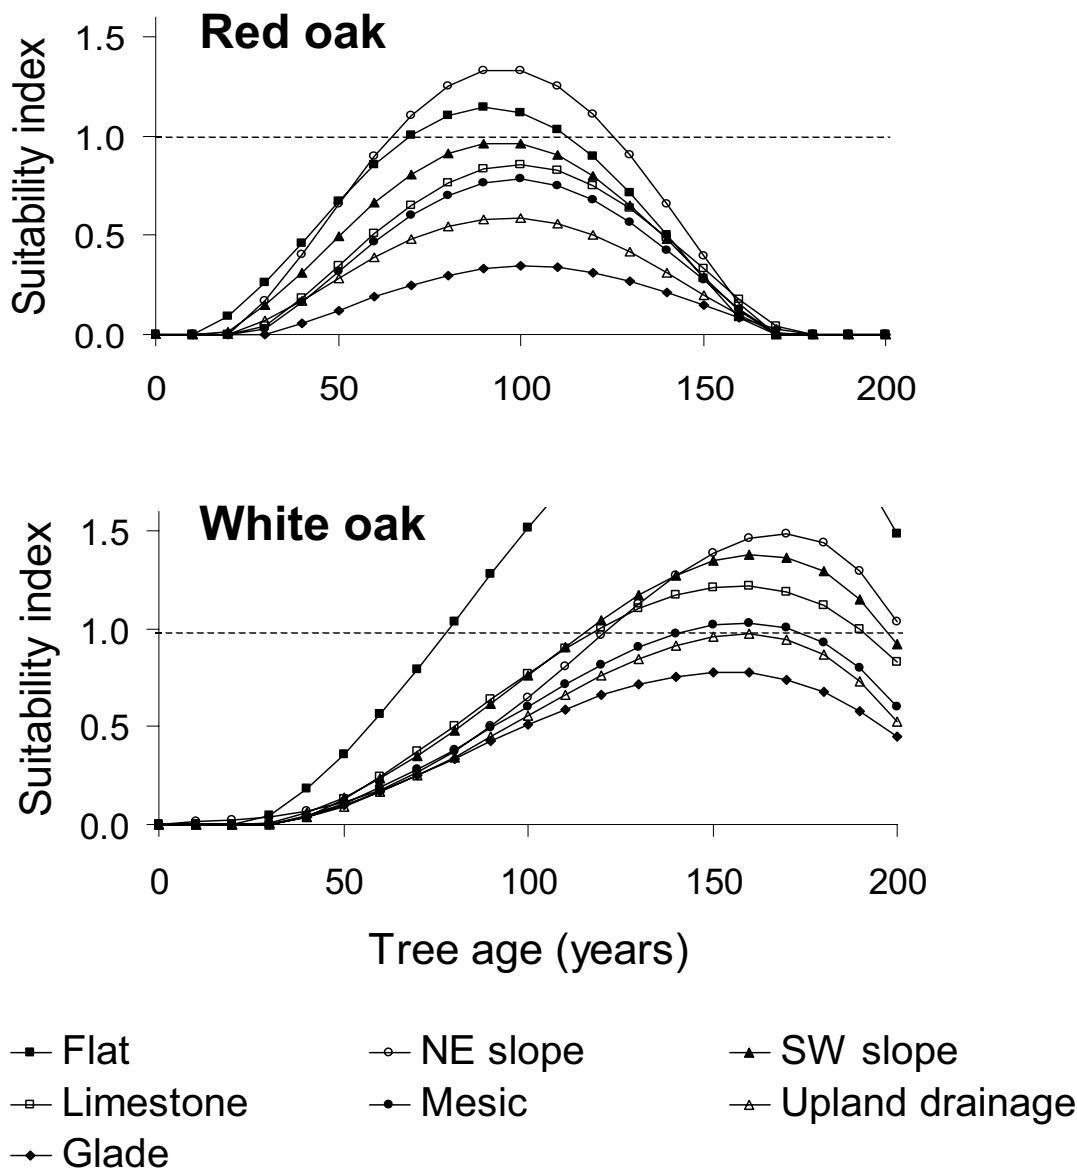 Red oak
Suitability index
1.5
1.0
0.5
0.0
0 50 100 150 200
White oak
Suitability index
1.5
1.0
0.5
0.0
0 50 100 150 200
Tree age (years)
Flat NE slope SW slope
Limestone Mesic Upland drainage
Glade